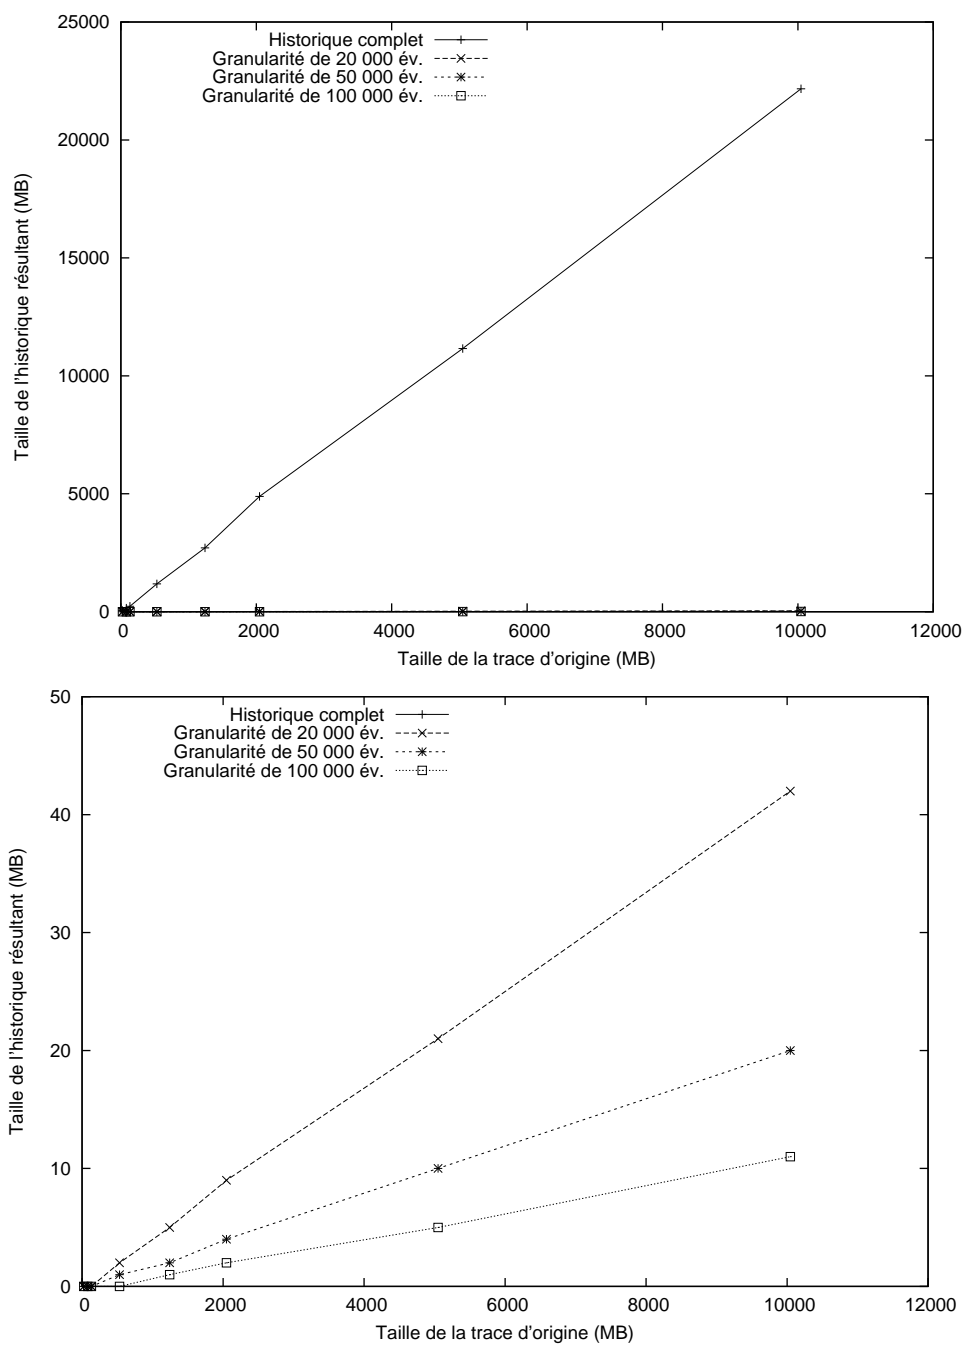 25000
20000
15000
10000
5000
0
Taille de l'historique résultant (MB)
Historique complet
Granularité de 20 000 év.
Granularité de 50 000 év.
Granularité de 100 000 év.
0 2000 4000 6000 8000 10000 12000
Taille de la trace d'origine (MB)
50
40
30
20
10
0
Taille de l'historique résultant (MB)
Historique complet
Granularité de 20 000 év.
Granularité de 50 000 év.
Granularité de 100 000 év.
0 2000 4000 6000 8000 10000 12000
Taille de la trace d'origine (MB)